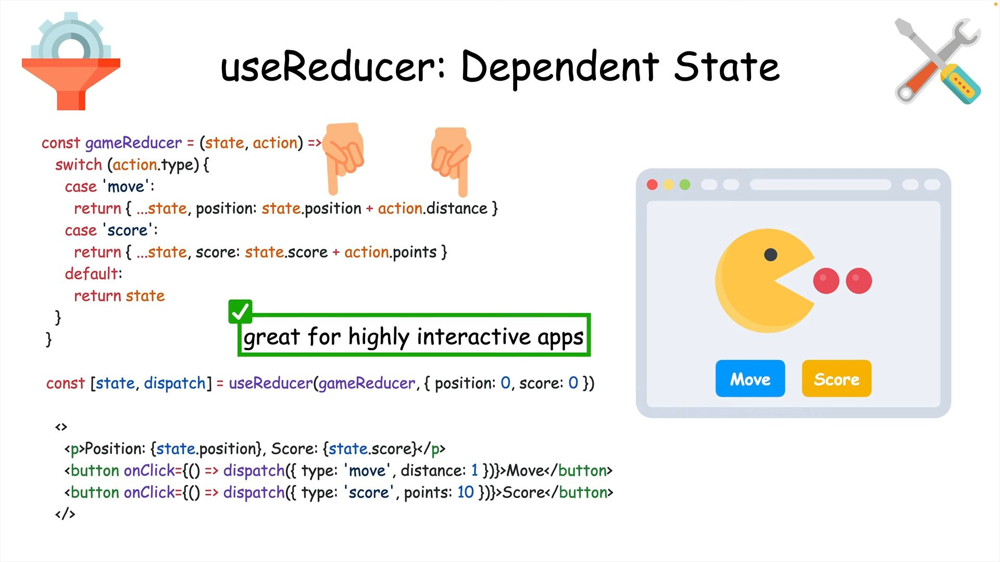 useReducer: Dependent State
const gameReducer = (state, action) =>
switch (action.type) {
case 'move':
return { ...state, position: state.position + action.distance }
case 'score':
return { ...state, score: state.score + action.points }
default:
return state
}
}
great for highly interactive apps
const [state, dispatch] = useReducer(gameReducer, { position: 0, score: 0 })
<>
<p>Position: {state.position}, Score: {state.score}</p>
<button onClick={() => dispatch({ type: 'move', distance: 1 })}>Move</button>
<button onClick={() => dispatch({ type: 'score', points: 10 })}>Score</button>
</>
Move
Score